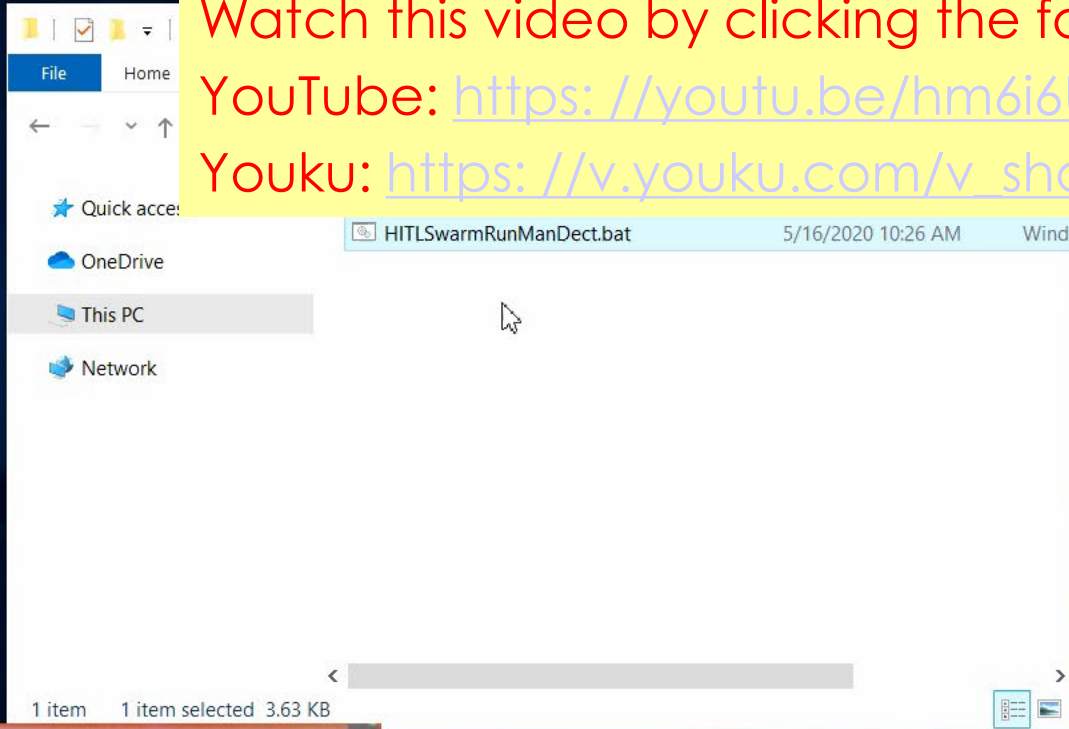 Watch this video by clicking the
File Home
YouTube: https: //youtu.be/hm6i6
Youku: https: //v.youku.com/v_sh
Quick
HITLSwarmRunManDect.bat 5/16/2020 10:26 AM Wind
OneDrive
This PC
Network
1 item 1 item selected 3.63 KB